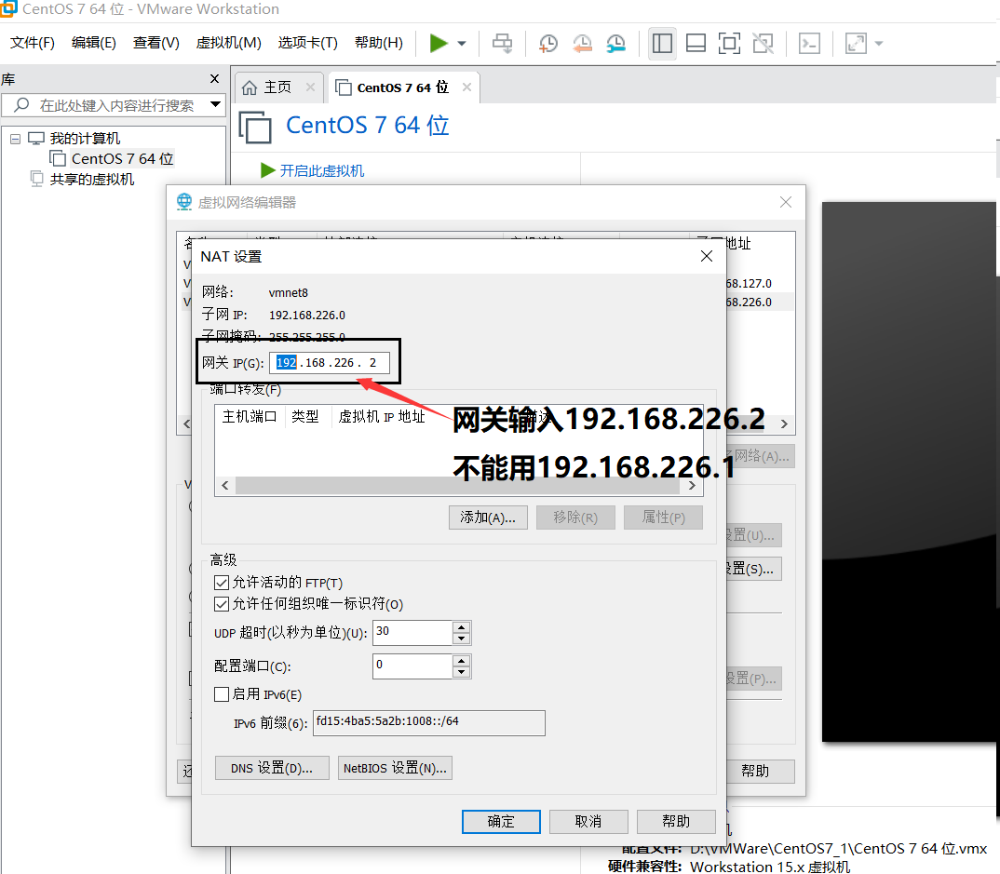 CentOS 7 64 位 - VMware Workstation
文件(F) 编辑(E) 查看(V) 虚拟机(M) 选项卡(T) 帮助(H)
库
在此处键入内容进行搜索
主页
CentOS 7 64 位
我的计算机
CentOS 7 64 位
共享的虚拟机
CentOS 7 64 位
开启此虚拟机
虚拟网络编辑器
地址
68.127.0
68.226.0
NAT 设置
网络: vmnet8
子网 IP: 192.168.226.0
子网掩码: 255.255.255.0
网关 IP(G): 192.168.226. 2
端口转发(F)
主机端口 类型 虚拟机 IP 地址
网关输入192.168.226.2
不能用192.168.226.1
网络(A)...
添加(A)... 移除(R) 属性(P)
设置(U)...
置(S)...
设置(P)...
高级
允许活动的 FTP(T)
允许任何组织唯一标识符(O)
UDP 超时(以秒为单位)(U): 30
配置端口(C): 0
启用 IPv6(E)
IPv6 前缀(6): fd15:4ba5:5a2b:1008::/64
DNS 设置(D)... NetBIOS 设置(N)...
帮助
确定 取消 帮助
配置文件: D:\VMWare\CentOS7_1\CentOS 7 64 位.vmx
硬件兼容性: Workstation 15.x 虚拟机